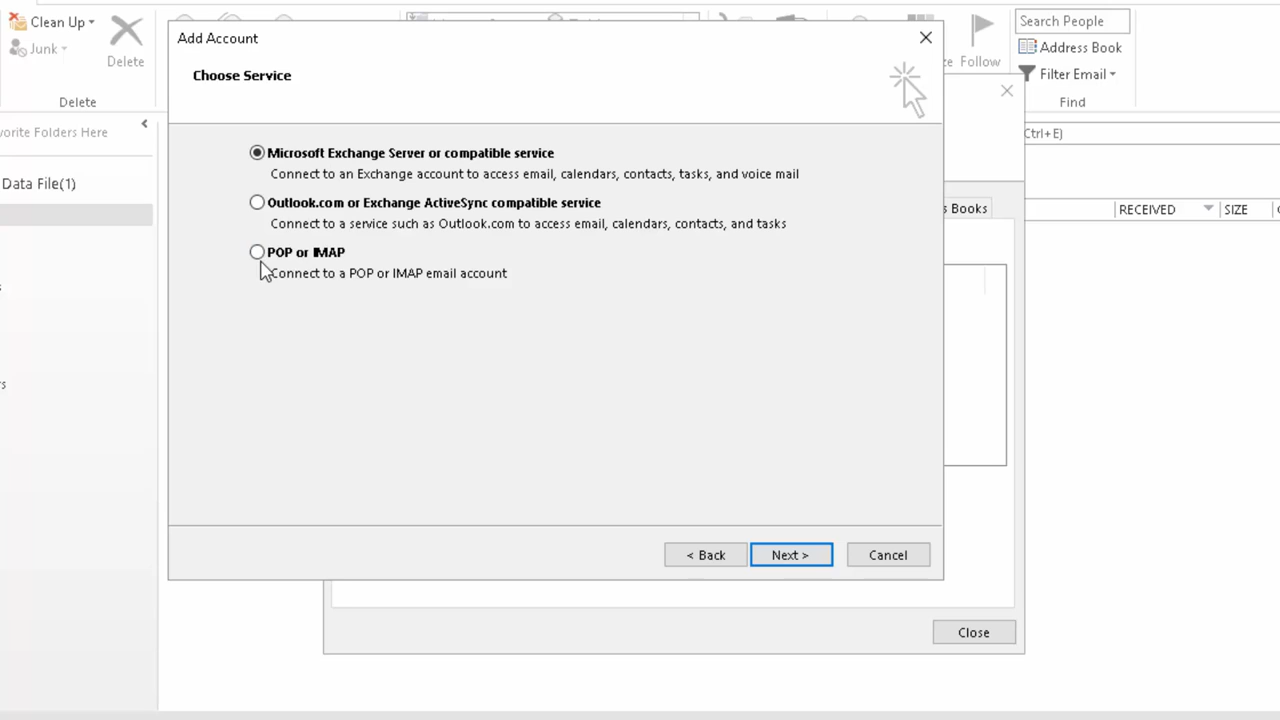 Clean Up
Junk
Delete
Delete
Search People
Address Book
Filter Email
Find
Follow
Add Account
Choose Service
Microsoft Exchange Server or compatible service
Connect to an Exchange account to access email, calendars, contacts, tasks, and voice mail
Outlook.com or Exchange ActiveSync compatible service
Connect to a service such as Outlook.com to access email, calendars, contacts, and tasks
POP or IMAP
Connect to a POP or IMAP email account
< Back
Next >
Cancel
Close
vorite Folders Here
Data File(1)
Ctrl+E)
s Books
RECEIVED
SIZE